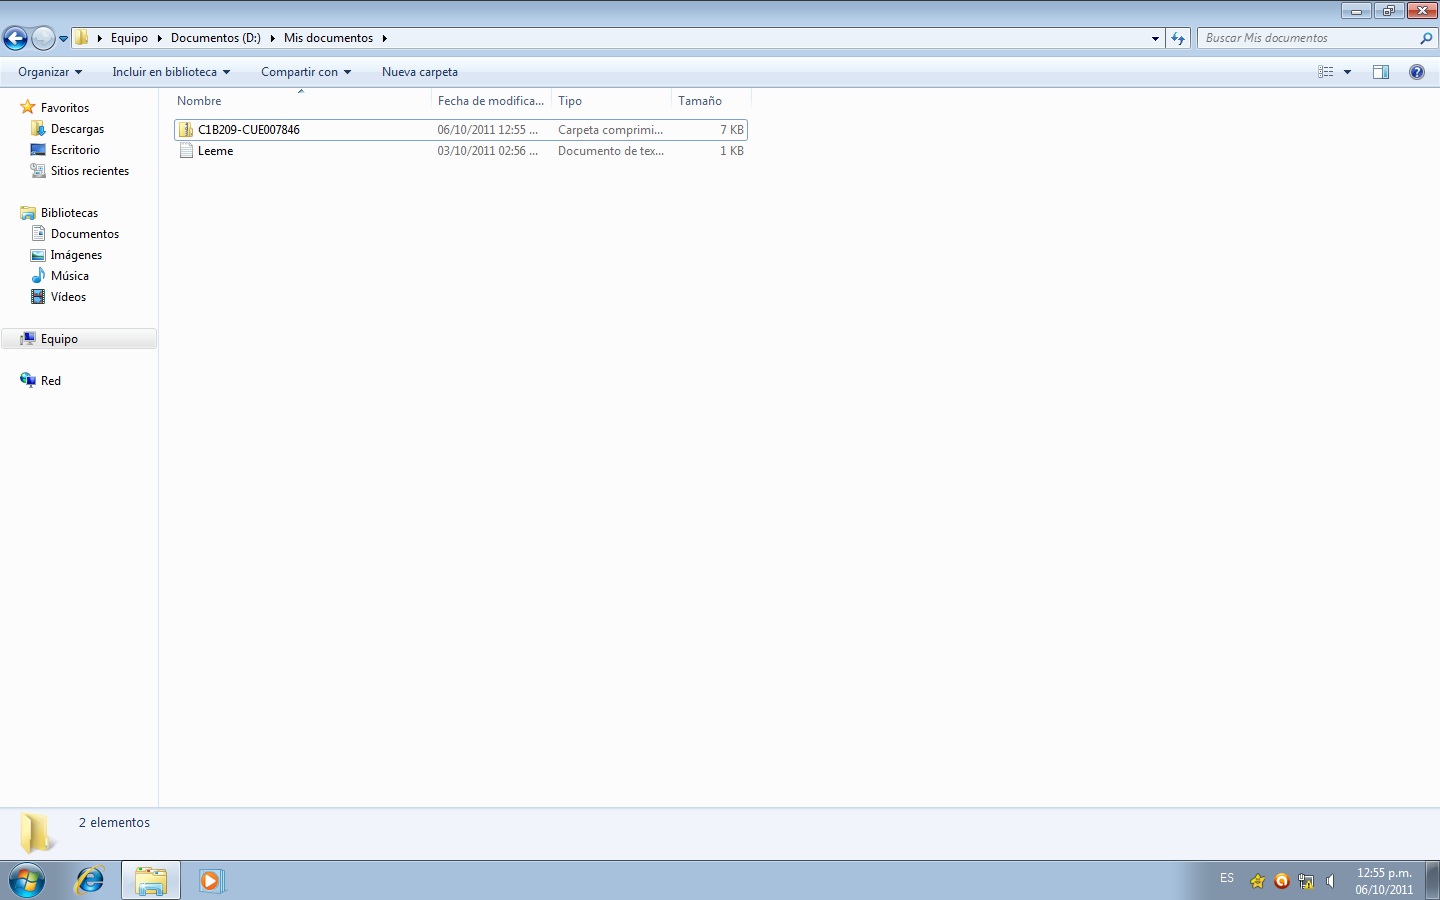 Equipo Documentos (D:) Mis documentos
Buscar Mis documentos
Organizar Incluir en biblioteca Compartir con Nueva carpeta
Favoritos
Descargas
Escritorio
Sitios recientes
Bibliotecas
Documentos
Imágenes
Música
Vídeos
Equipo
Red
Nombre Fecha de modifica... Tipo Tamaño
C1B209-CUE007846 06/10/2011 12:55 ... Carpeta comprimi... 7 KB
Leeme 03/10/2011 02:56 ... Documento de tex... 1 KB
2 elementos
ES
12:55 p.m.
06/10/2011